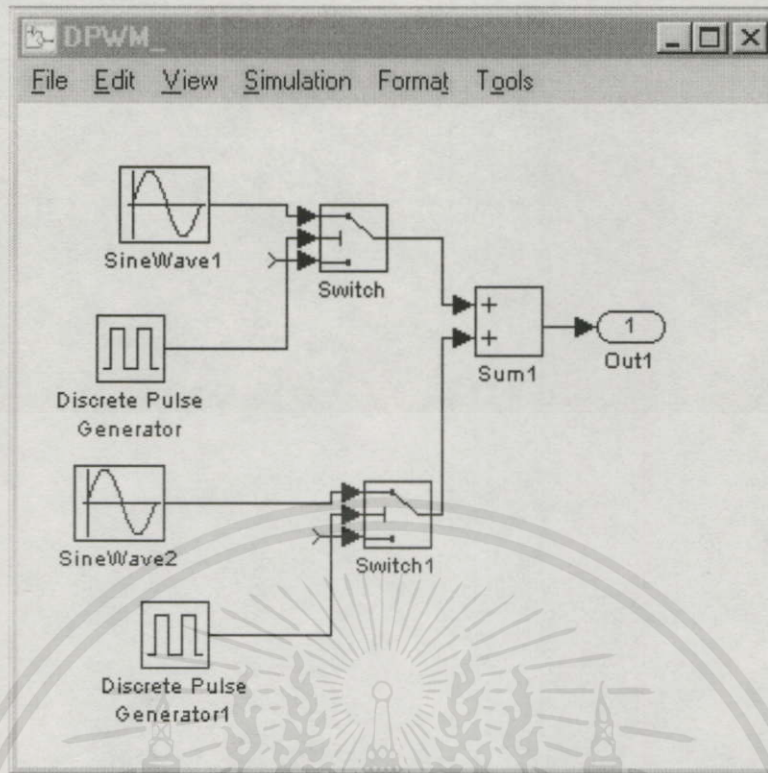 DPWM_
File Edit View Simulation Format Tools
SineWave1
Switch
Discrete Pulse
Generator
+
+
Sum1
1
Out1
SineWave2
Switch1
Discrete Pulse
Generator1